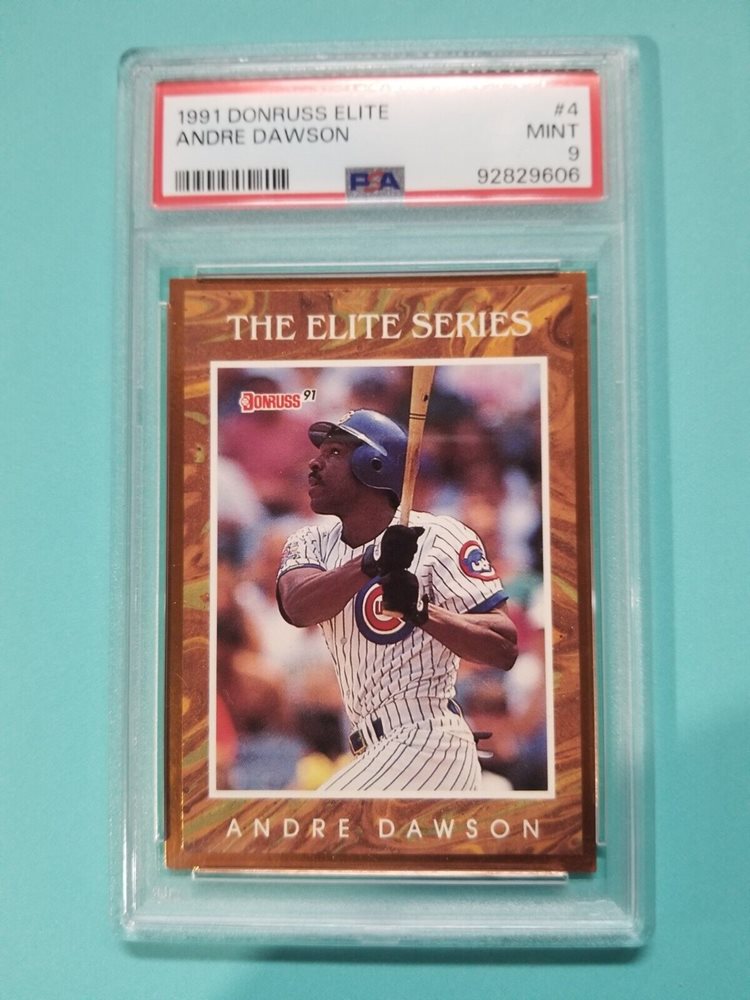 1991 DONRUSS ELITE #4
ANDRE DAWSON MINT
9
PSA 92829606
THE ELITE SERIES
DONRUSS 91
C
ANDRE DAWSON